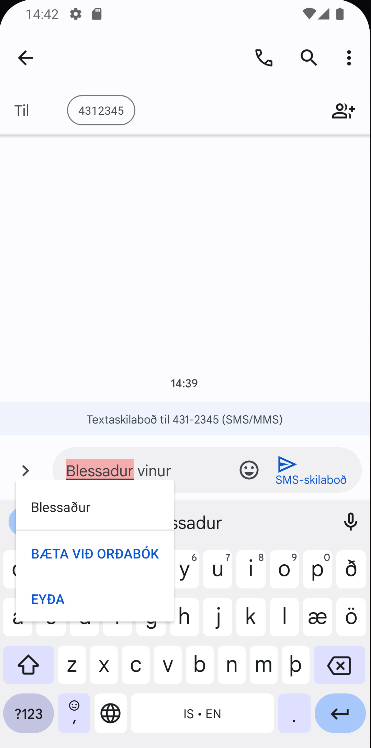 14:42
Til
4312345
14:39
Textaskilaboð til 431-2345 (SMS/MMS)
Blessadur vinur
SMS-skilaboð
Blessaður
ssadur
BÆTA VIÐ ORÐABÓK
EYÐA
y 6 u 7 i 8 o 9 p 0 ð
h j k l æ ö
z x c v b n m þ
?123 , IS • EN .